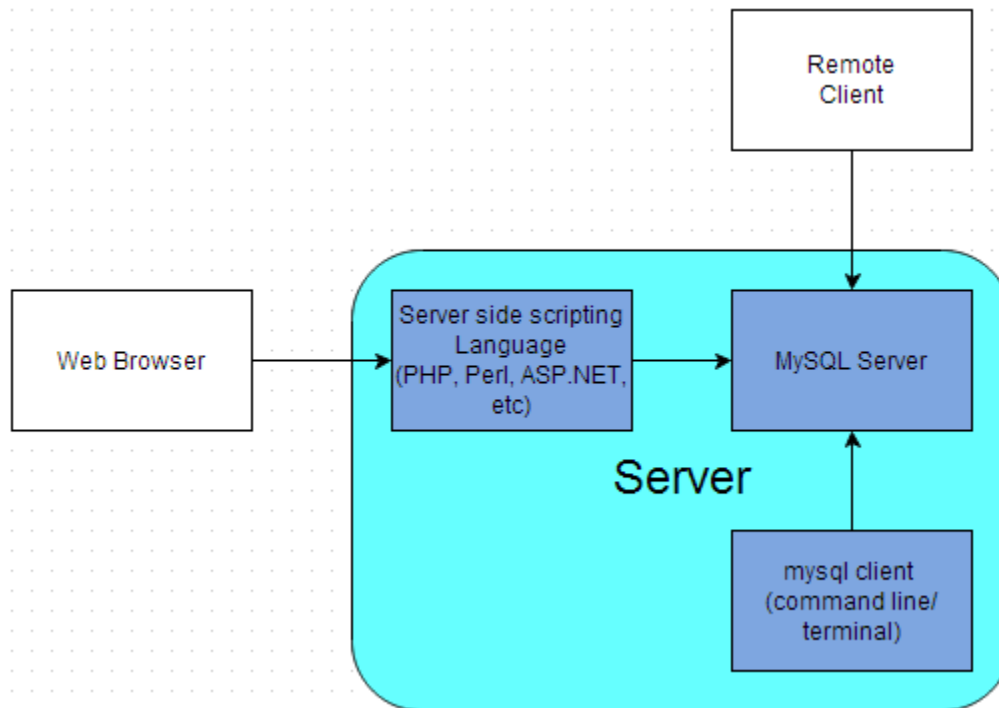 Remote
Client
Web Browser
Server side scripting
Language
(PHP, Perl, ASP.NET,
etc)
MySQL Server
Server
mysql client
(command line/
terminal)